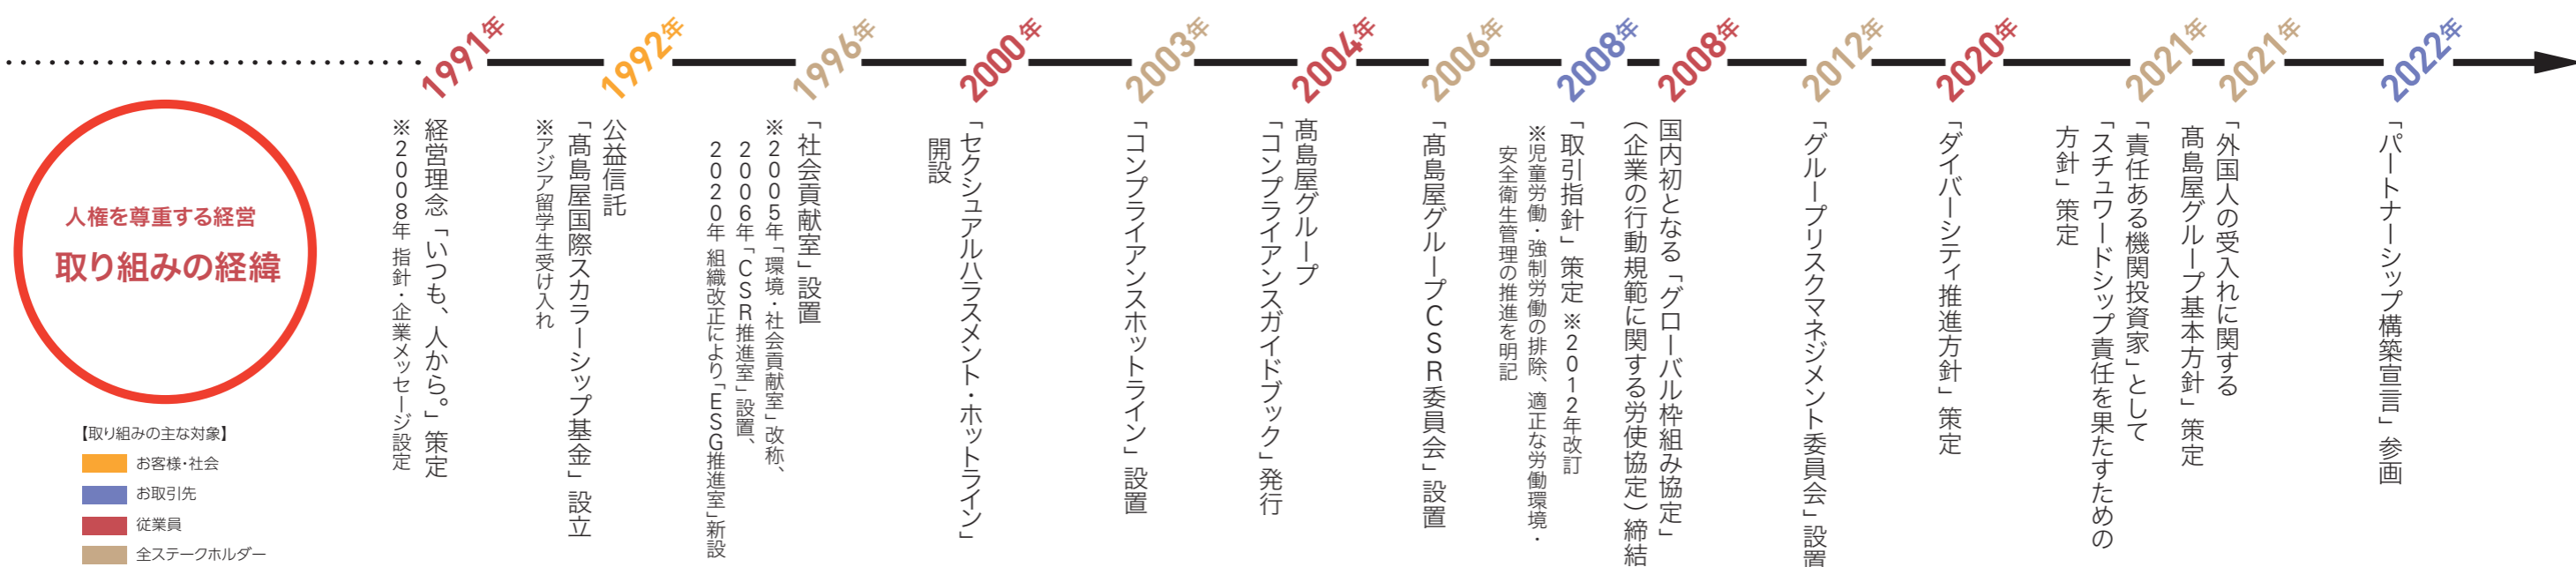 人権を尊重する経営
取り組みの経緯
【取り組みの主な対象】
お客様・社会
お取引先
従業員
全ステークホルダー
1991年
経営理念「いつも、人から。」策定
※2008年 指針・企業メッセージ設定
1992年
公益信託
「髙島屋国際スカラーシップ基金」設立
※アジア留学生受け入れ
1996年
「社会貢献室」設置
※2005年「環境・社会貢献室」改称、
2006年「CSR推進室」設置、
2020年 組織改正により「ESG推進室」新設
2000年
「セクシュアルハラスメント・ホットライン」
開設
2003年
「コンプライアンスホットライン」設置
2004年
髙島屋グループ
「コンプライアンスガイドブック」発行
2006年
「髙島屋グループCSR委員会」設置
2008年
「取引指針」策定 ※2012年改訂
※児童労働・強制労働の排除、適正な労働環境・
安全衛生管理の推進を明記
2008年
国内初となる「グローバル枠組み協定」
（企業の行動規範に関する労使協定）締結
2012年
「グループリスクマネジメント委員会」設置
2020年
「ダイバーシティ推進方針」策定
2021年
「責任ある機関投資家」として
「スチュワードシップ責任を果たすための
方針」策定
2021年
「外国人の受入れに関する
髙島屋グループ基本方針」策定
2022年
「パートナーシップ構築宣言」参画